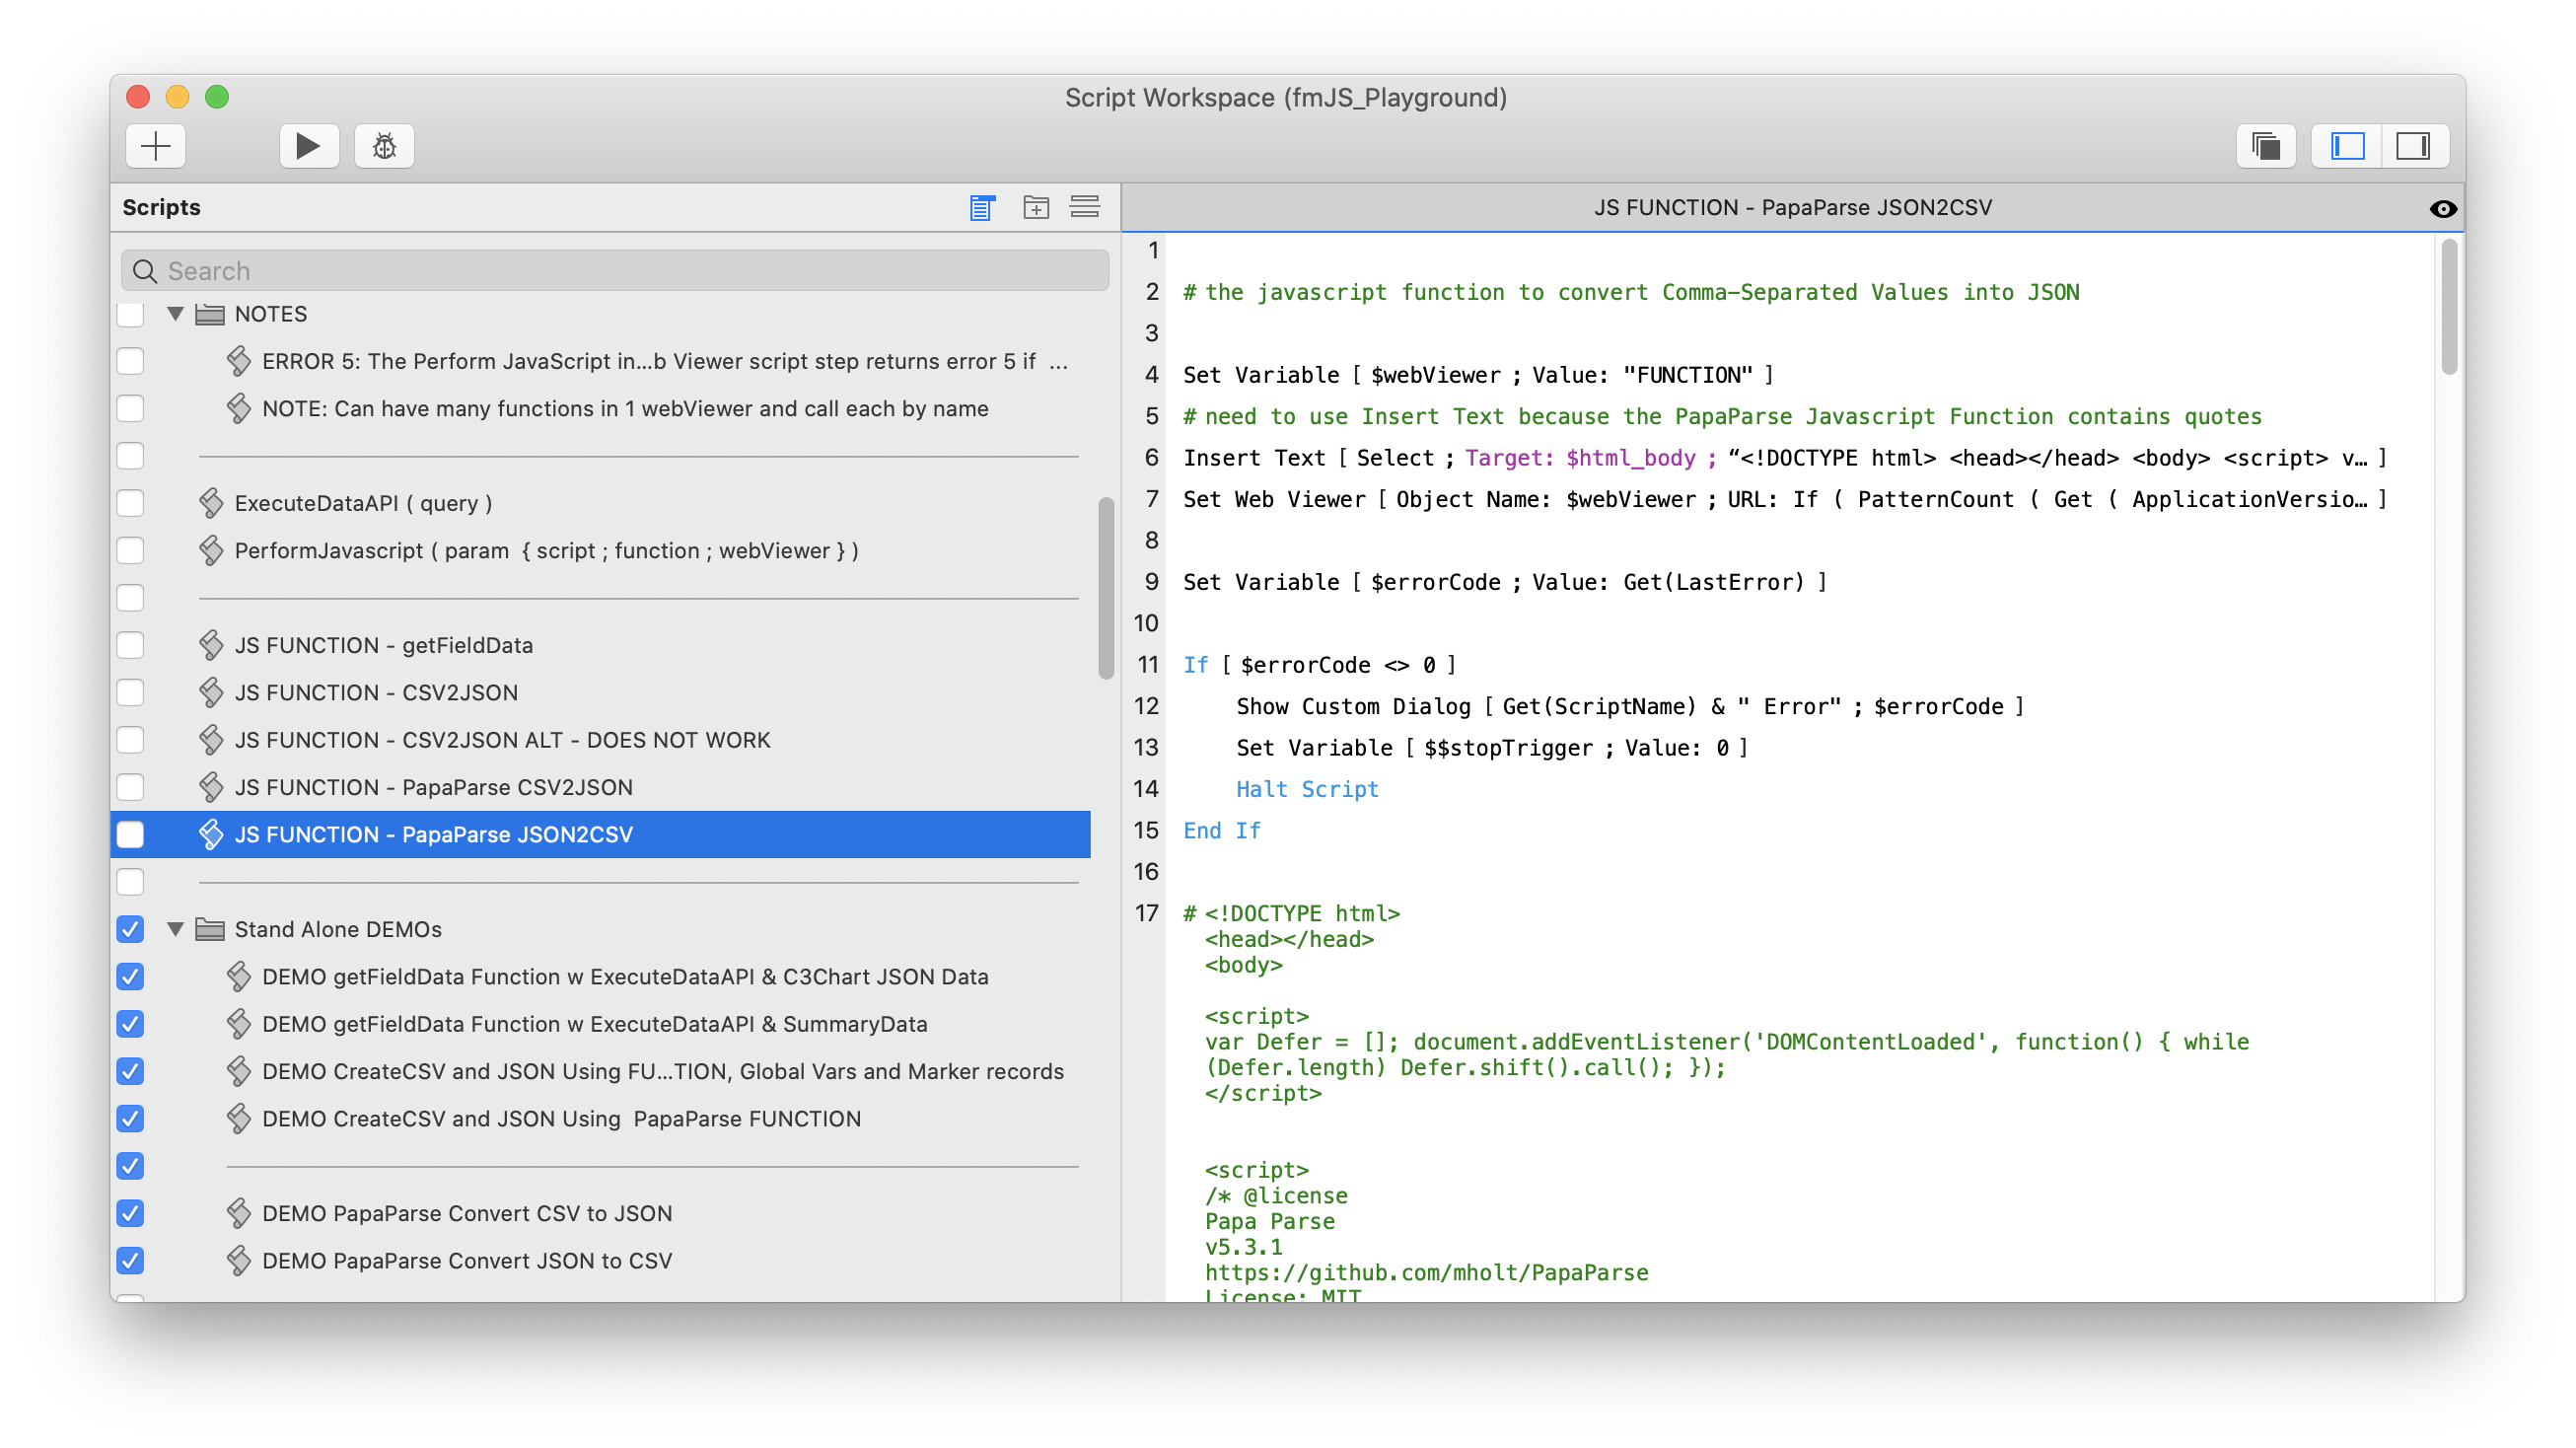 Script Workspace (fmJS_Playground)
Scripts
Search
NOTES
ERROR 5: The Perform JavaScript in...b Viewer script step returns error 5 if ...
NOTE: Can have many functions in 1 webViewer and call each by name
ExecuteDataAPI ( query )
PerformJavascript ( param { script ; function ; webViewer } )
JS FUNCTION - getFieldData
JS FUNCTION - CSV2JSON
JS FUNCTION - CSV2JSON ALT - DOES NOT WORK
JS FUNCTION - PapaParse CSV2JSON
JS FUNCTION - PapaParse JSON2CSV
Stand Alone DEMOs
DEMO getFieldData Function w ExecuteDataAPI & C3Chart JSON Data
DEMO getFieldData Function w ExecuteDataAPI & SummaryData
DEMO CreateCSV and JSON Using FU...TION, Global Vars and Marker records
DEMO CreateCSV and JSON Using PapaParse FUNCTION
DEMO PapaParse Convert CSV to JSON
DEMO PapaParse Convert JSON to CSV
JS FUNCTION - PapaParse JSON2CSV
1
2 # the javascript function to convert Comma-Separated Values into JSON
3
4 Set Variable [ $webViewer ; Value: "FUNCTION" ]
5 # need to use Insert Text because the PapaParse Javascript Function contains quotes
6 Insert Text [ Select ; Target: $html_body ; “<!DOCTYPE html> <head></head> <body> <script> v… ]
7 Set Web Viewer [ Object Name: $webViewer ; URL: If ( PatternCount ( Get ( ApplicationVersio… ]
8
9 Set Variable [ $errorCode ; Value: Get(LastError) ]
10
11 If [ $errorCode <> 0 ]
12 Show Custom Dialog [ Get(ScriptName) & " Error" ; $errorCode ]
13 Set Variable [ $$stopTrigger ; Value: 0 ]
14 Halt Script
15 End If
16
17 # <!DOCTYPE html>
<head></head>
<body>
<script>
var Defer = []; document.addEventListener('DOMContentLoaded', function() { while
(Defer.length) Defer.shift().call(); });
</script>
<script>
/* @license
Papa Parse
v5.3.1
https://github.com/mholt/PapaParse
License: MIT